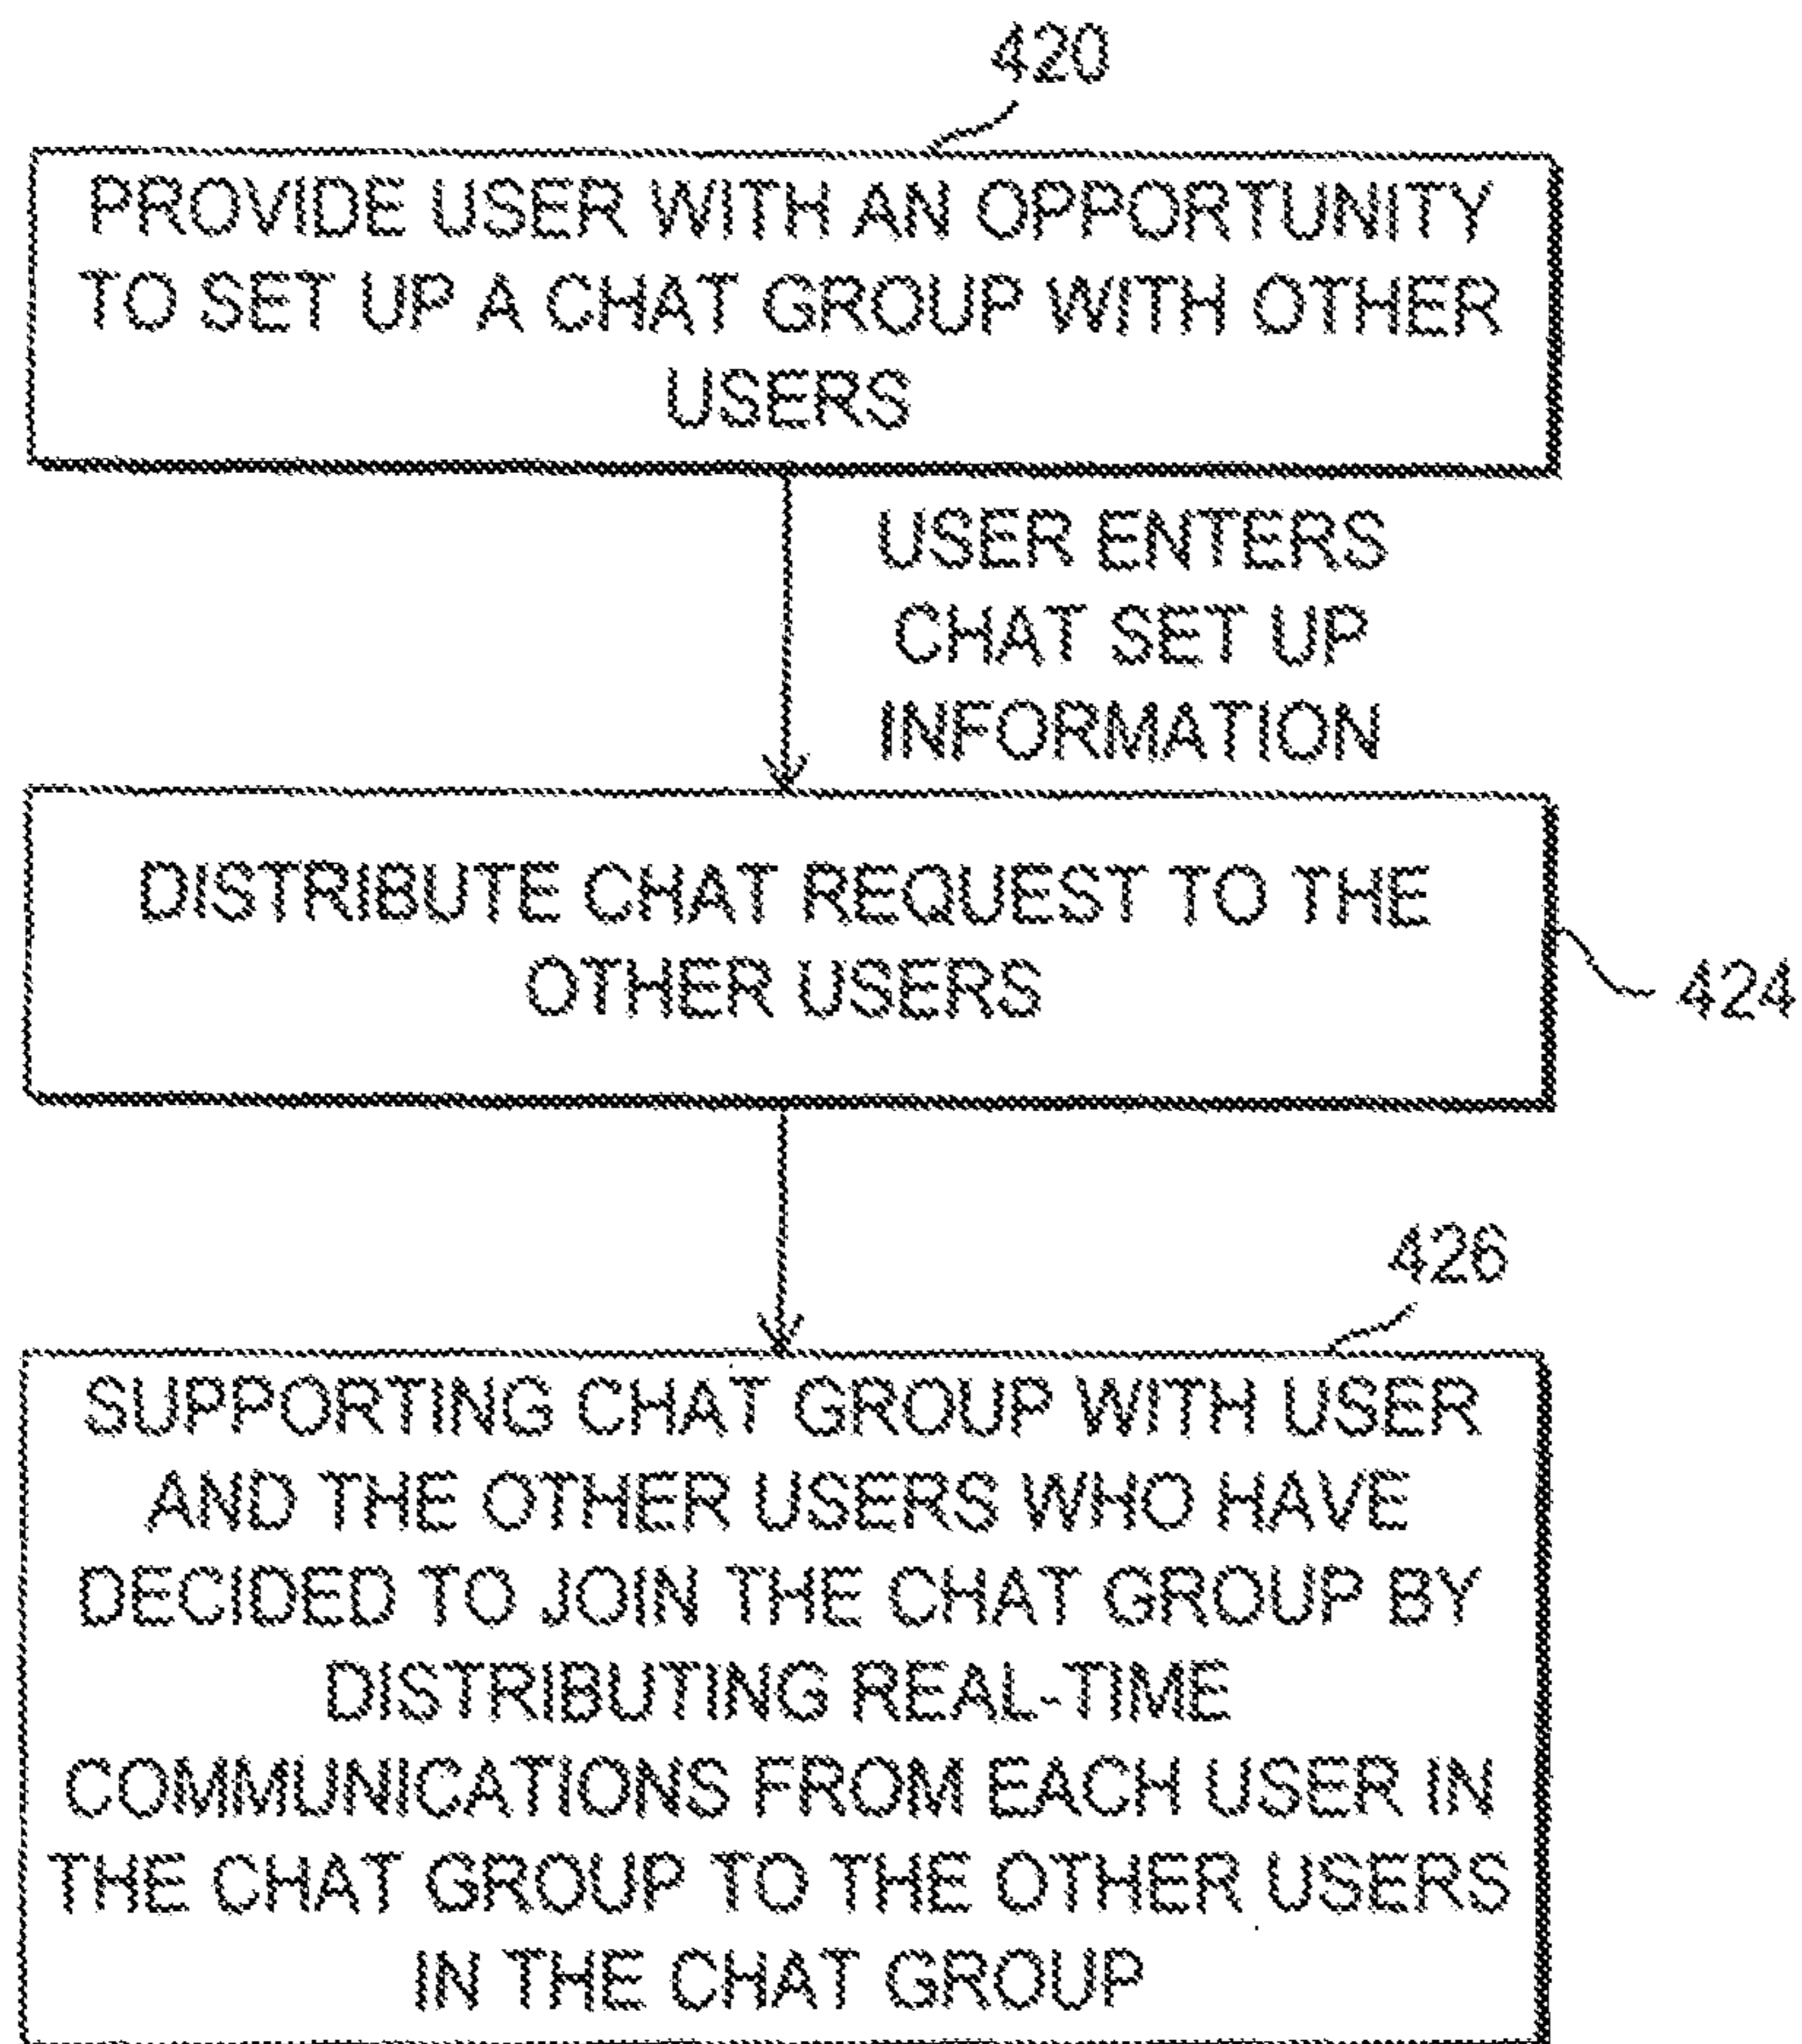 420
PROVIDE USER WITH AN OPPORTUNITY
TO SET UP A CHAT GROUP WITH OTHER
USERS
USER ENTERS
CHAT SET UP
INFORMATION
DISTRIBUTE CHAT REQUEST TO THE
OTHER USERS
424
426
SUPPORTING CHAT GROUP WITH USER
AND THE OTHER USERS WHO HAVE
DECIDED TO JOIN THE CHAT GROUP BY
DISTRIBUTING REAL-TIME
COMMUNICATIONS FROM EACH USER IN
THE CHAT GROUP TO THE OTHER USERS
IN THE CHAT GROUP